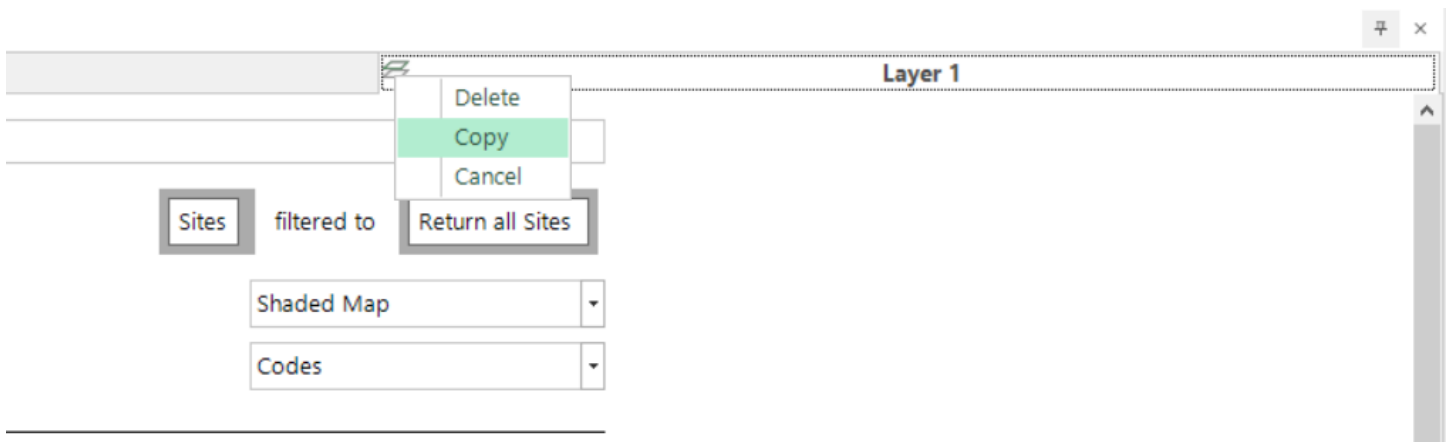 Layer 1
Delete
Copy
Cancel
Sites filtered to Return all Sites
Shaded Map
Codes